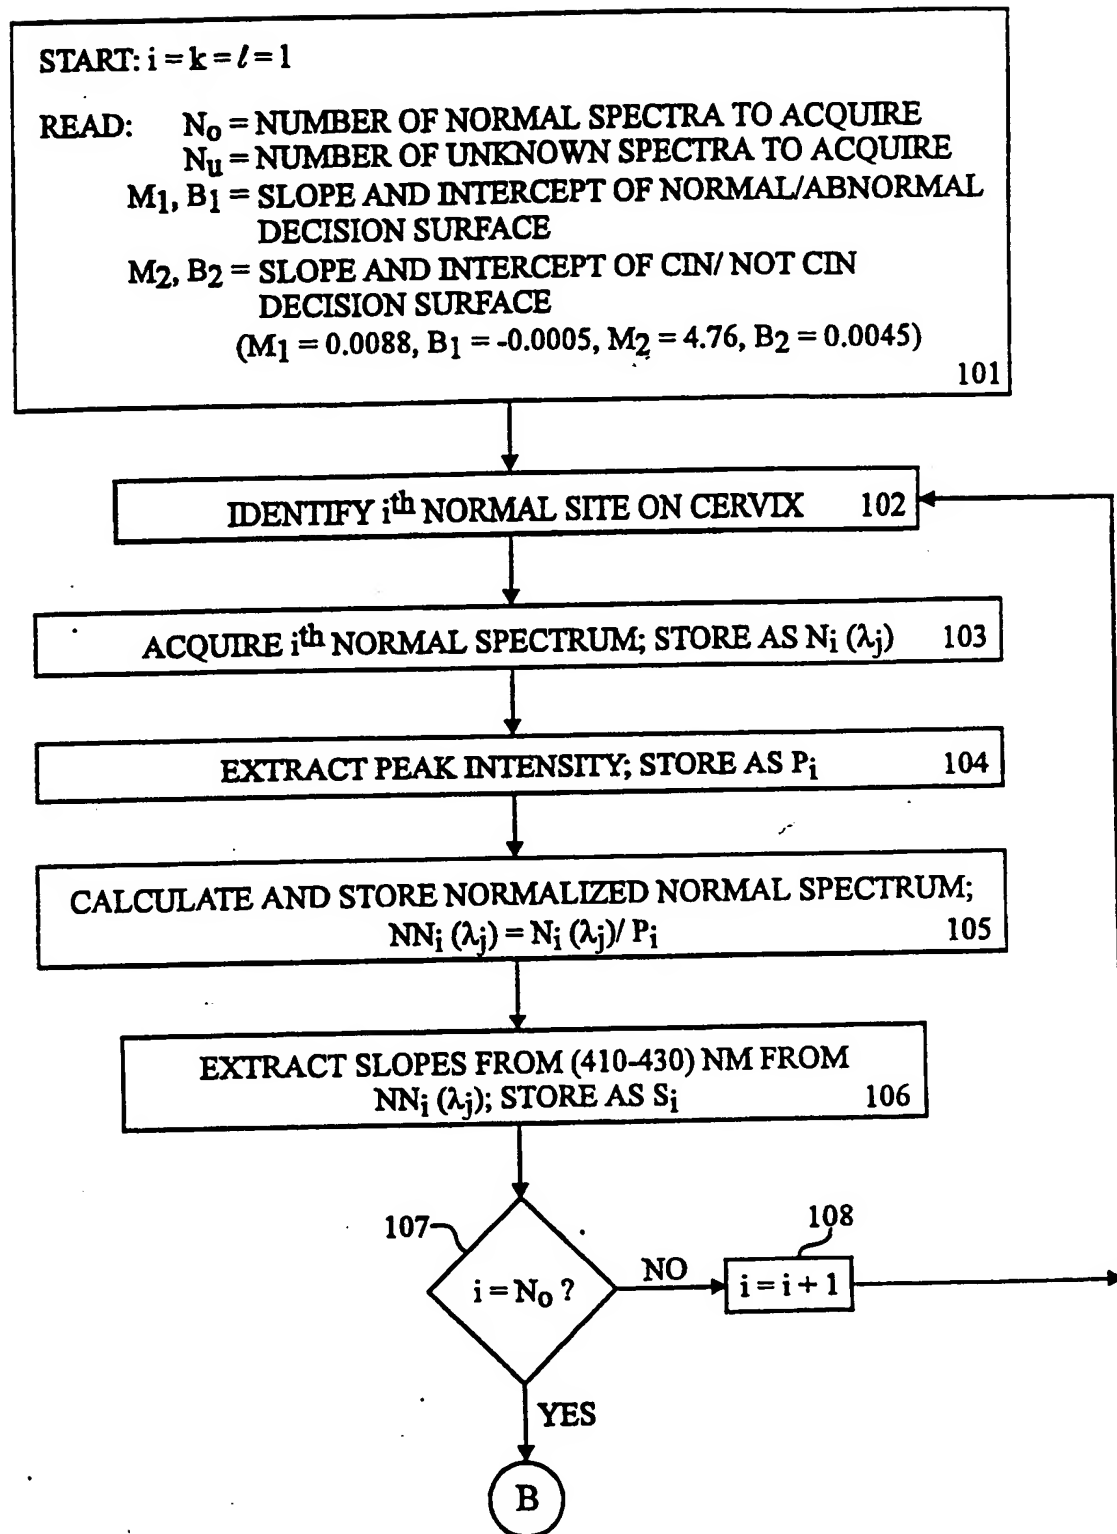 START: i = k = ℓ = 1
READ: No = NUMBER OF NORMAL SPECTRA TO ACQUIRE
Nu = NUMBER OF UNKNOWN SPECTRA TO ACQUIRE
M1, B1 = SLOPE AND INTERCEPT OF NORMAL/ABNORMAL
DECISION SURFACE
M2, B2 = SLOPE AND INTERCEPT OF CIN/ NOT CIN
DECISION SURFACE
(M1 = 0.0088, B1 = -0.0005, M2 = 4.76, B2 = 0.0045)
101
IDENTIFY ith NORMAL SITE ON CERVIX 102
ACQUIRE ith NORMAL SPECTRUM; STORE AS Ni (λj) 103
EXTRACT PEAK INTENSITY; STORE AS Pi 104
CALCULATE AND STORE NORMALIZED NORMAL SPECTRUM;
NNi (λj) = Ni (λj)/ Pi 105
EXTRACT SLOPES FROM (410-430) NM FROM
NNi (λj); STORE AS Si 106
107
108
i = No ?
NO
i = i + 1
YES
B